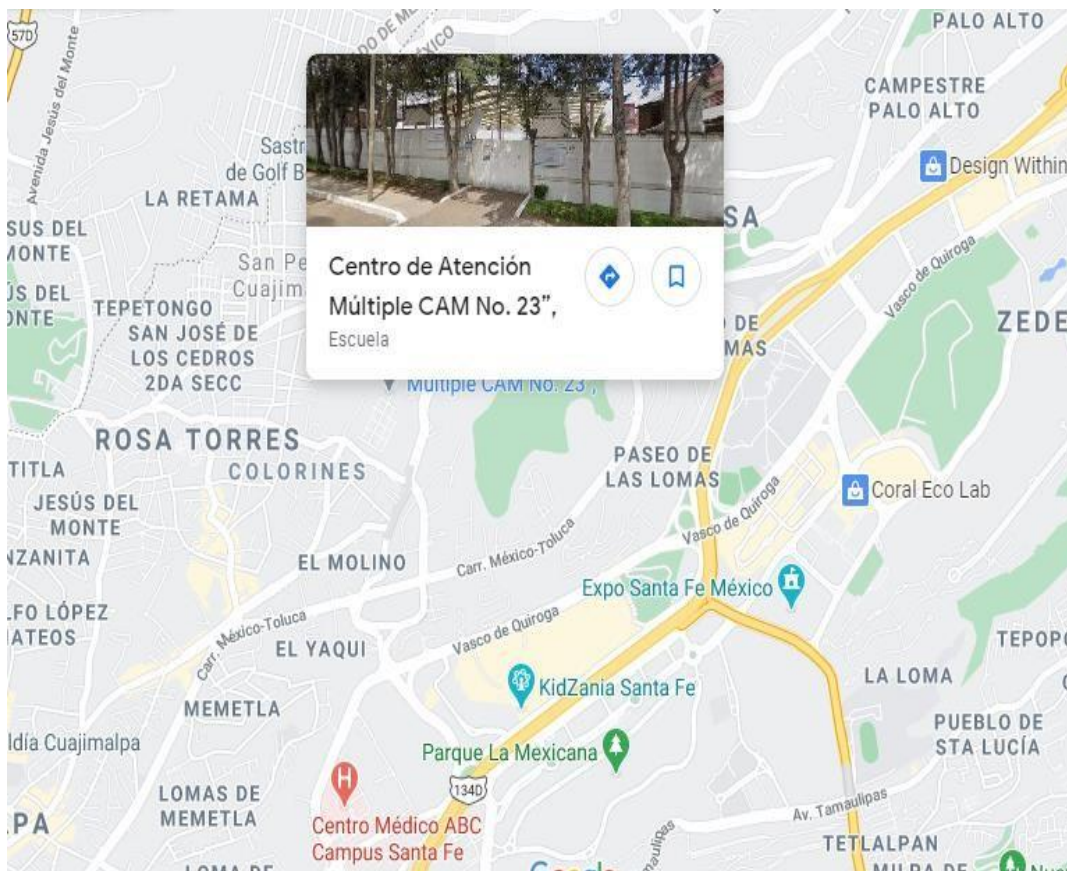 57D
PALO ALTO
CAMPESTRE
PALO ALTO
Avenida Jesús del Monte
de Golf B
LA RETAMA
Design Within
SUS DEL
MONTE
SA
Vasco de Quiroga
San Pe
Cuajim
Centro de Atención
Múltiple CAM No. 23”,
Escuela
ÚS DEL
ONTE
TEPETONGO
SAN JOSÉ DE
LOS CEDROS
2DA SECC
DE
MAS
ZEDE
Múltiple CAM No. 23”,
ROSA TORRES
COLORINES
TITLA
JESÚS DEL
MONTE
PASEO DE
LAS LOMAS
Coral Eco Lab
Vasco de Quiroga
NZANITA
EL MOLINO
Carr. México-Toluca
Expo Santa Fe México
LFO LÓPEZ
ATEOS
Carr. México-Toluca
EL YAQUI
Vasco de Quiroga
TEPOP
LA LOMA
KidZania Santa Fe
MEMETLA
PUEBLO DE
STA LUCÍA
ldía Cuajimalpa
Parque La Mexicana
134D
LOMAS DE
MEMETLA
H
Centro Médico ABC
Campus Santa Fe
PA
Av. Tamaulipas
TETLALPAN